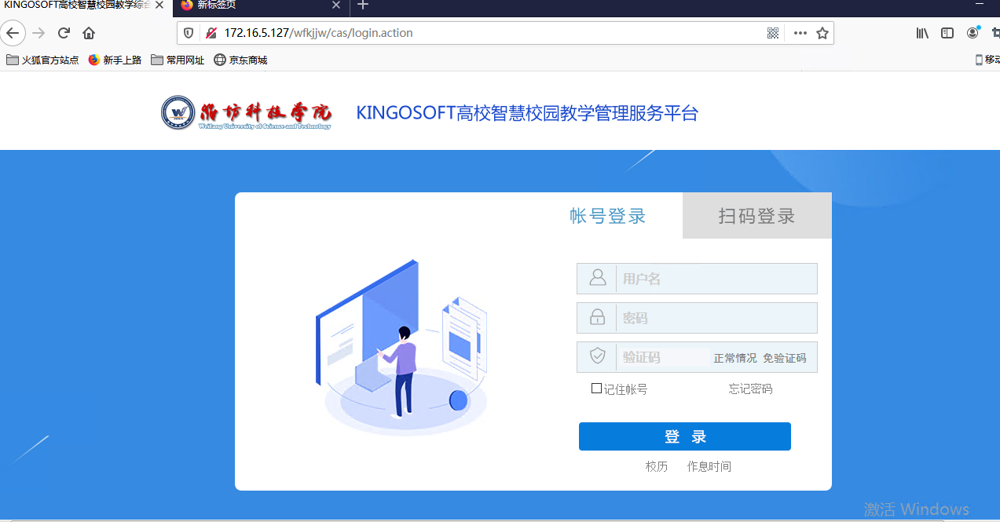 KINGOSOFT高校智慧校园教学综合
新标签页
172.16.5.127/wfkjjw/cas/login.action
火狐官方站点 新手上路 常用网址 京东商城 移动
潍坊科技学院
Weifang University of Science and Technology
KINGOSOFT高校智慧校园教学管理服务平台
帐号登录 扫码登录
用户名
密码
验证码 正常情况 免验证码
记住帐号 忘记密码
登 录
校历 作息时间
激活 Windows